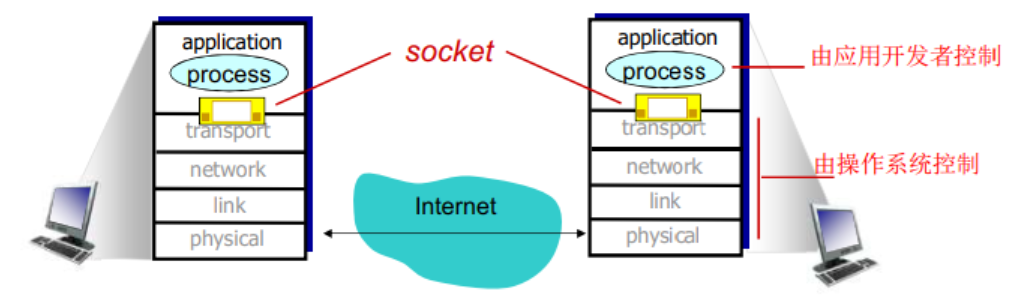 application
process
transport
network
link
physical
socket
Internet
application
process
transport
network
link
physical
由应用开发者控制
由操作系统控制